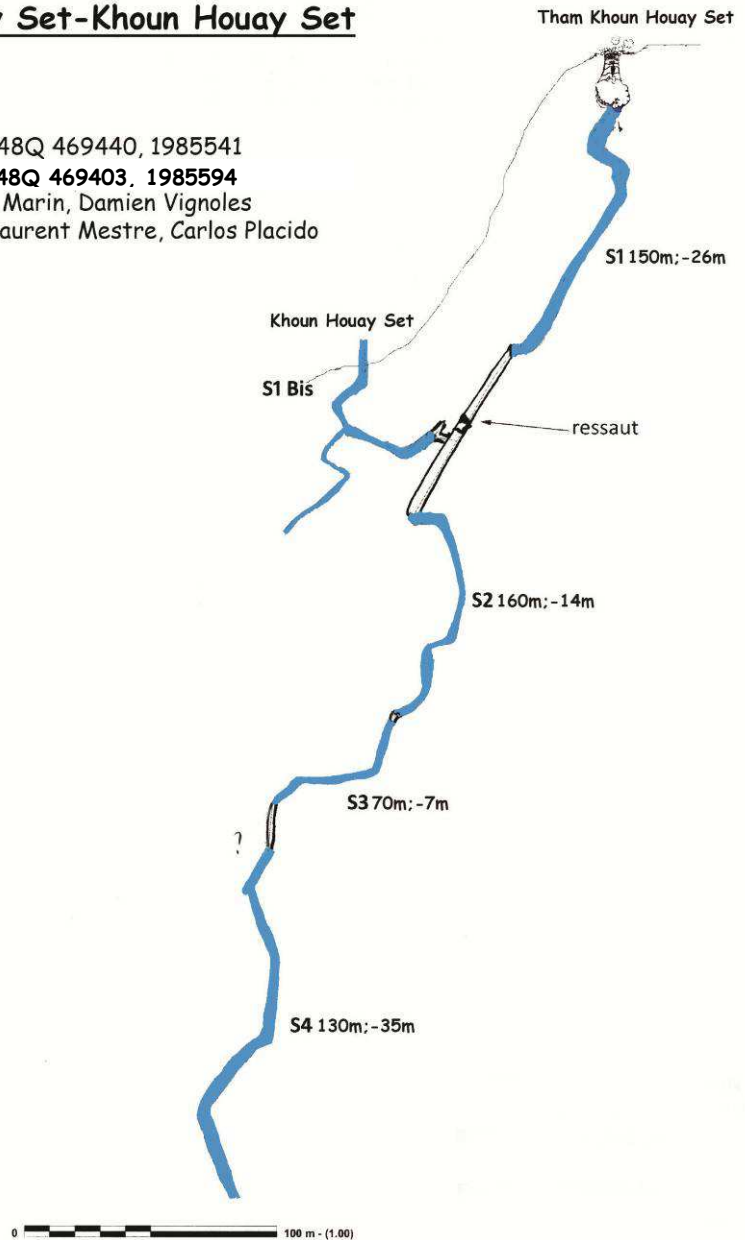 Set-Khoun Houay Set
Tham Khoun Houay Set
48Q 469440, 1985541
48Q 469403, 1985594
Marin, Damien Vignoles
Mestre, Carlos Placido
S1 150m;-26m
Khoun Houay Set
S1 Bis
ressaut
S2 160m;-14m
S3 70m;-7m
?
S4 130m;-35m
0 100 m - (1.00)